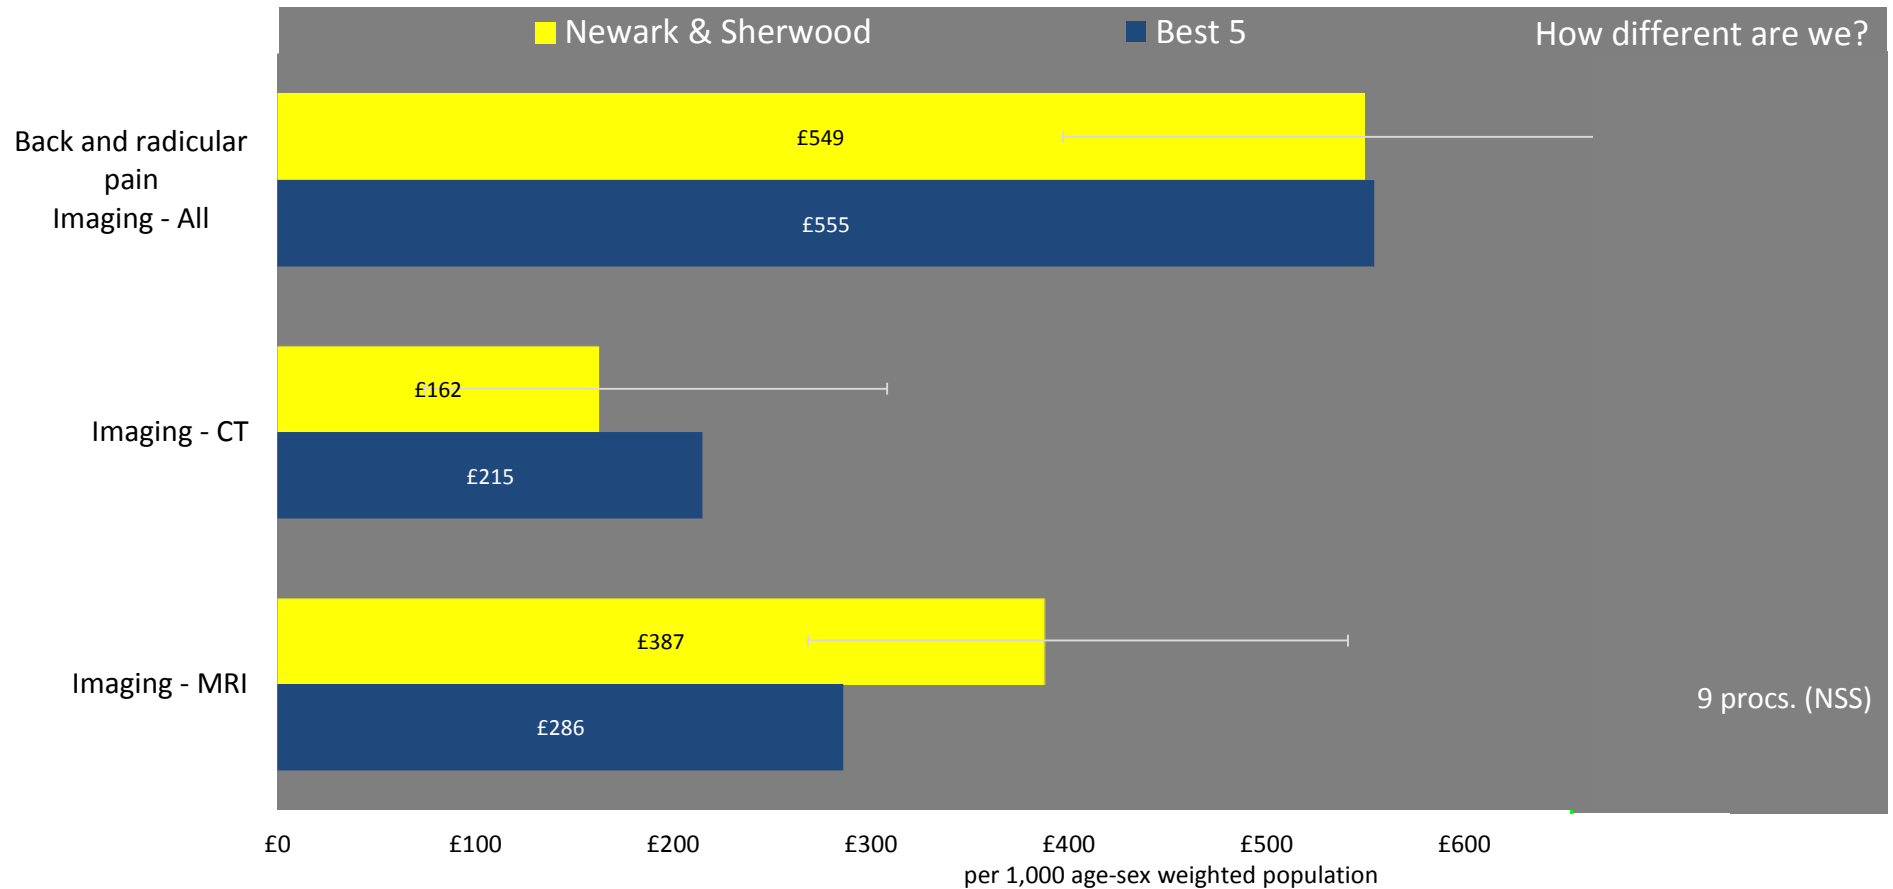 Newark & Sherwood
Best 5
How different are we?
Back and radicular
pain
Imaging - All
£549
£555
Imaging - CT
£162
£215
Imaging - MRI
£387
£286
9 procs. (NSS)
£0 £100 £200 £300 £400 £500 £600
per 1,000 age-sex weighted population